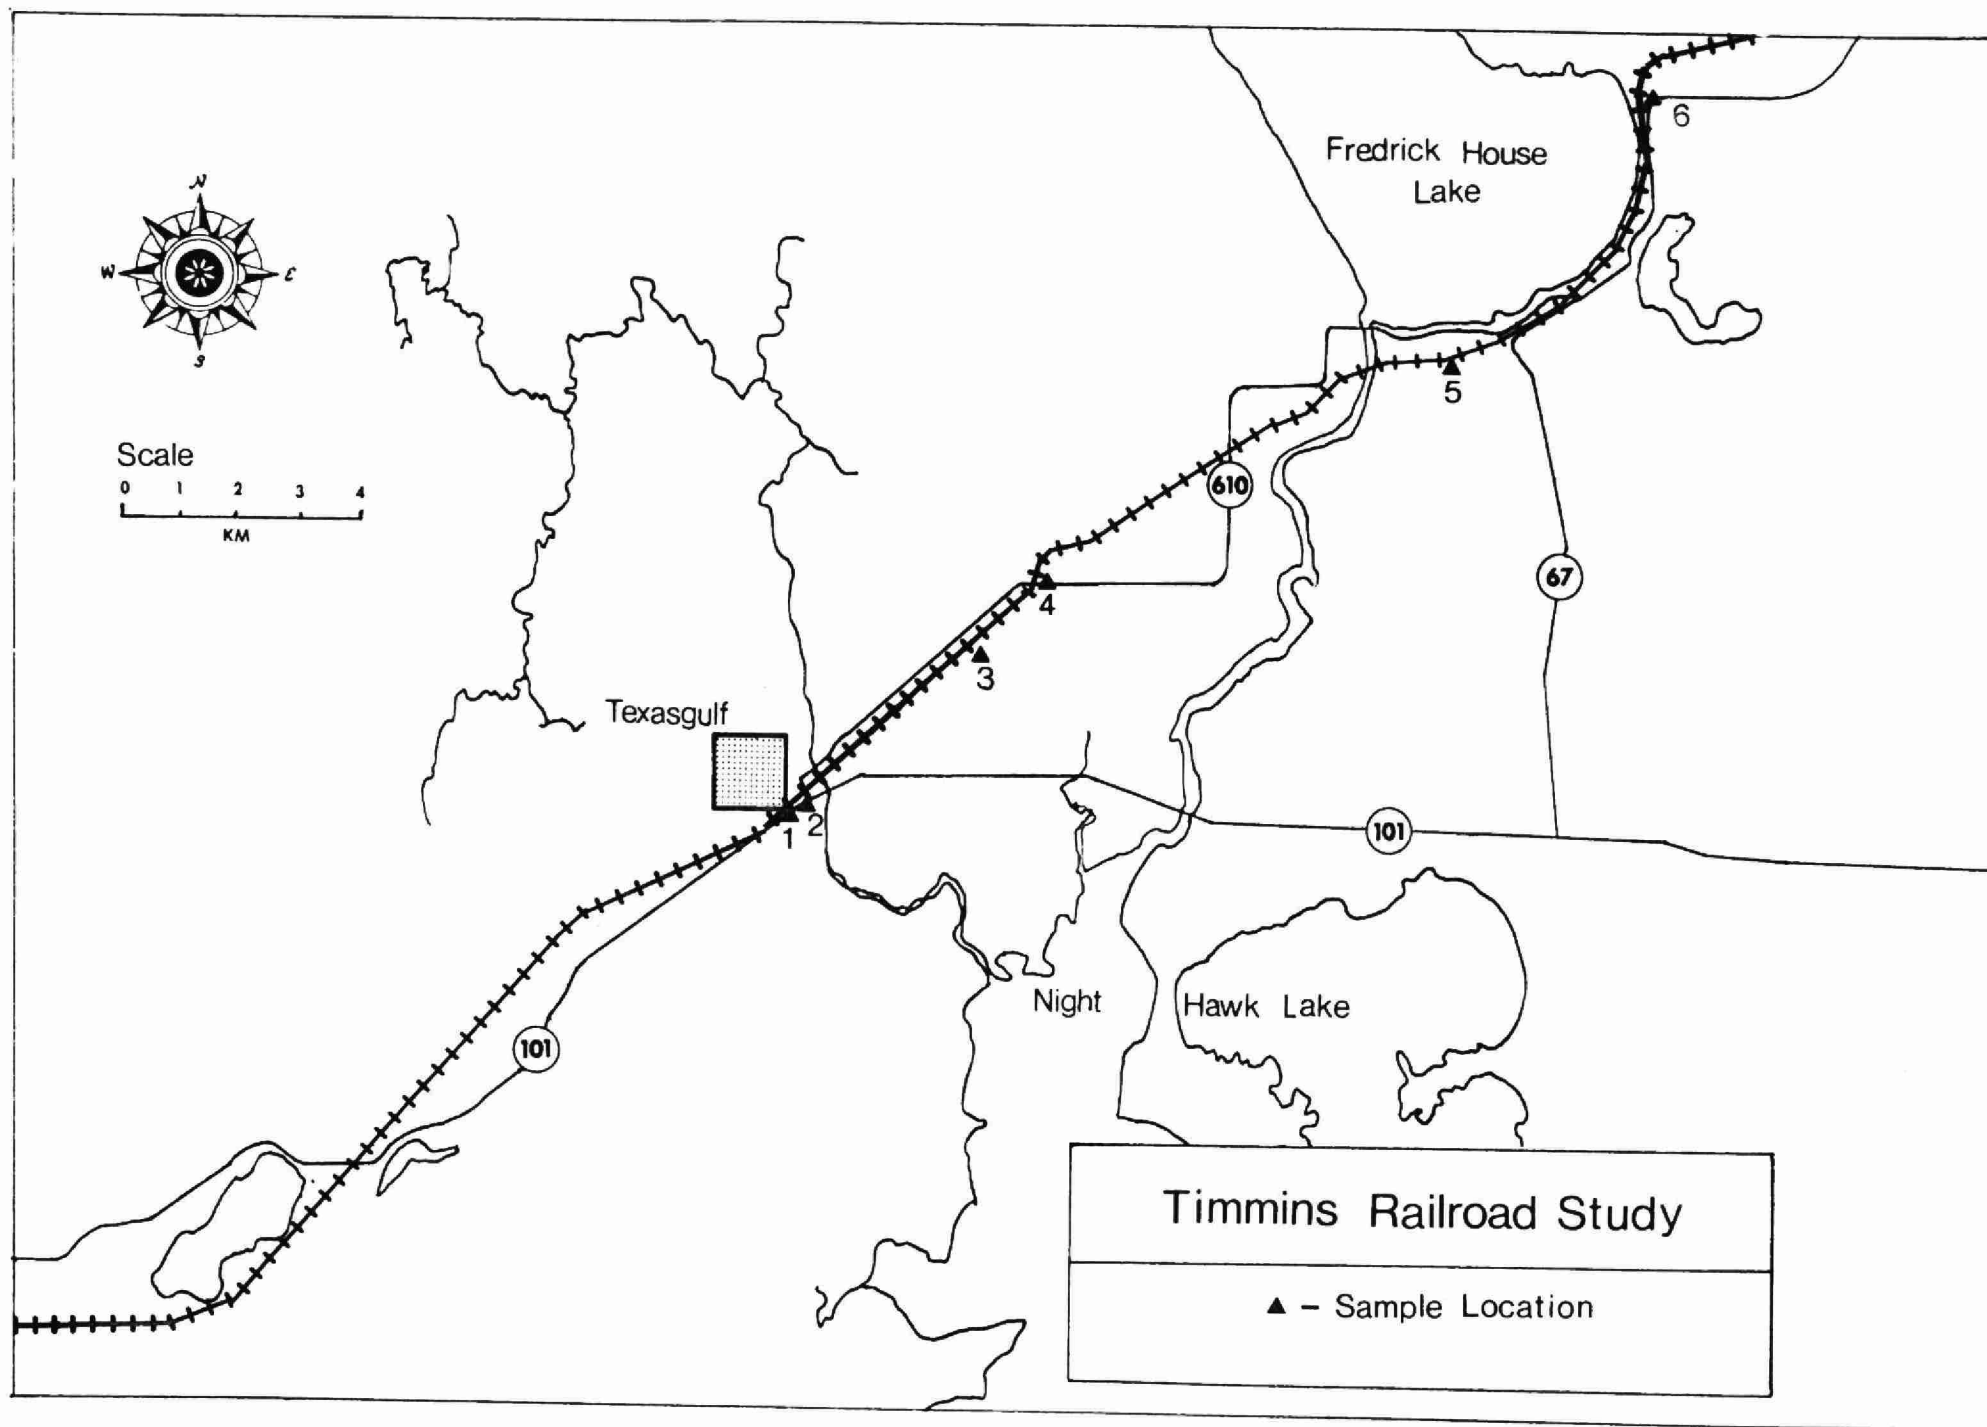 N
W
E
S
Scale
0 1 2 3 4
KM
Fredrick House
Lake
6
5
610
67
4
3
Texasgulf
1
2
101
101
Night Hawk Lake
Timmins Railroad Study
▲ – Sample Location